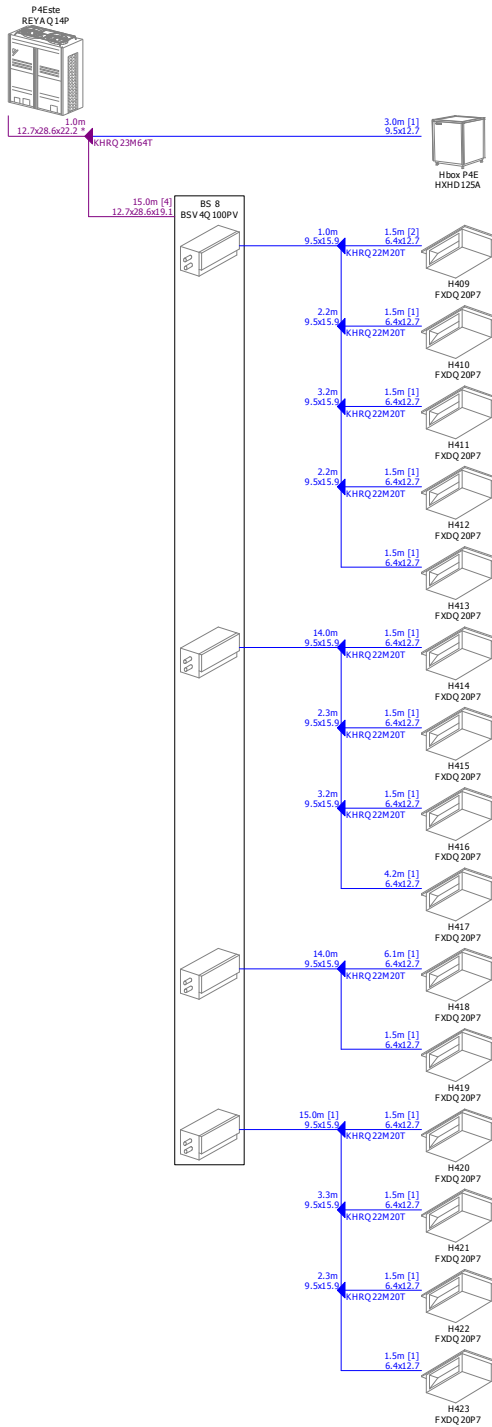 P4Este
REYAQ14P
1.0m
12.7x28.6x22.2 *
KHRQ23M64T
3.0m [1]
9.5x12.7
Hbox P4E
HXHD125A
15.0m [4]
12.7x28.6x19.1
BS 8
BSV4Q100PV
1.0m
9.5x15.9
KHRQ22M20T
1.5m [2]
6.4x12.7
H409
FXDQ20P7
2.2m
9.5x15.9
KHRQ22M20T
1.5m [1]
6.4x12.7
H410
FXDQ20P7
3.2m
9.5x15.9
KHRQ22M20T
1.5m [1]
6.4x12.7
H411
FXDQ20P7
2.2m
9.5x15.9
KHRQ22M20T
1.5m [1]
6.4x12.7
H412
FXDQ20P7
1.5m [1]
6.4x12.7
H413
FXDQ20P7
14.0m
9.5x15.9
KHRQ22M20T
1.5m [1]
6.4x12.7
H414
FXDQ20P7
2.3m
9.5x15.9
KHRQ22M20T
1.5m [1]
6.4x12.7
H415
FXDQ20P7
3.2m
9.5x15.9
KHRQ22M20T
1.5m [1]
6.4x12.7
H416
FXDQ20P7
4.2m [1]
6.4x12.7
H417
FXDQ20P7
14.0m
9.5x15.9
KHRQ22M20T
6.1m [1]
6.4x12.7
H418
FXDQ20P7
1.5m [1]
6.4x12.7
H419
FXDQ20P7
15.0m [1]
9.5x15.9
KHRQ22M20T
1.5m [1]
6.4x12.7
H420
FXDQ20P7
3.3m
9.5x15.9
KHRQ22M20T
1.5m [1]
6.4x12.7
H421
FXDQ20P7
2.3m
9.5x15.9
KHRQ22M20T
1.5m [1]
6.4x12.7
H422
FXDQ20P7
1.5m [1]
6.4x12.7
H423
FXDQ20P7